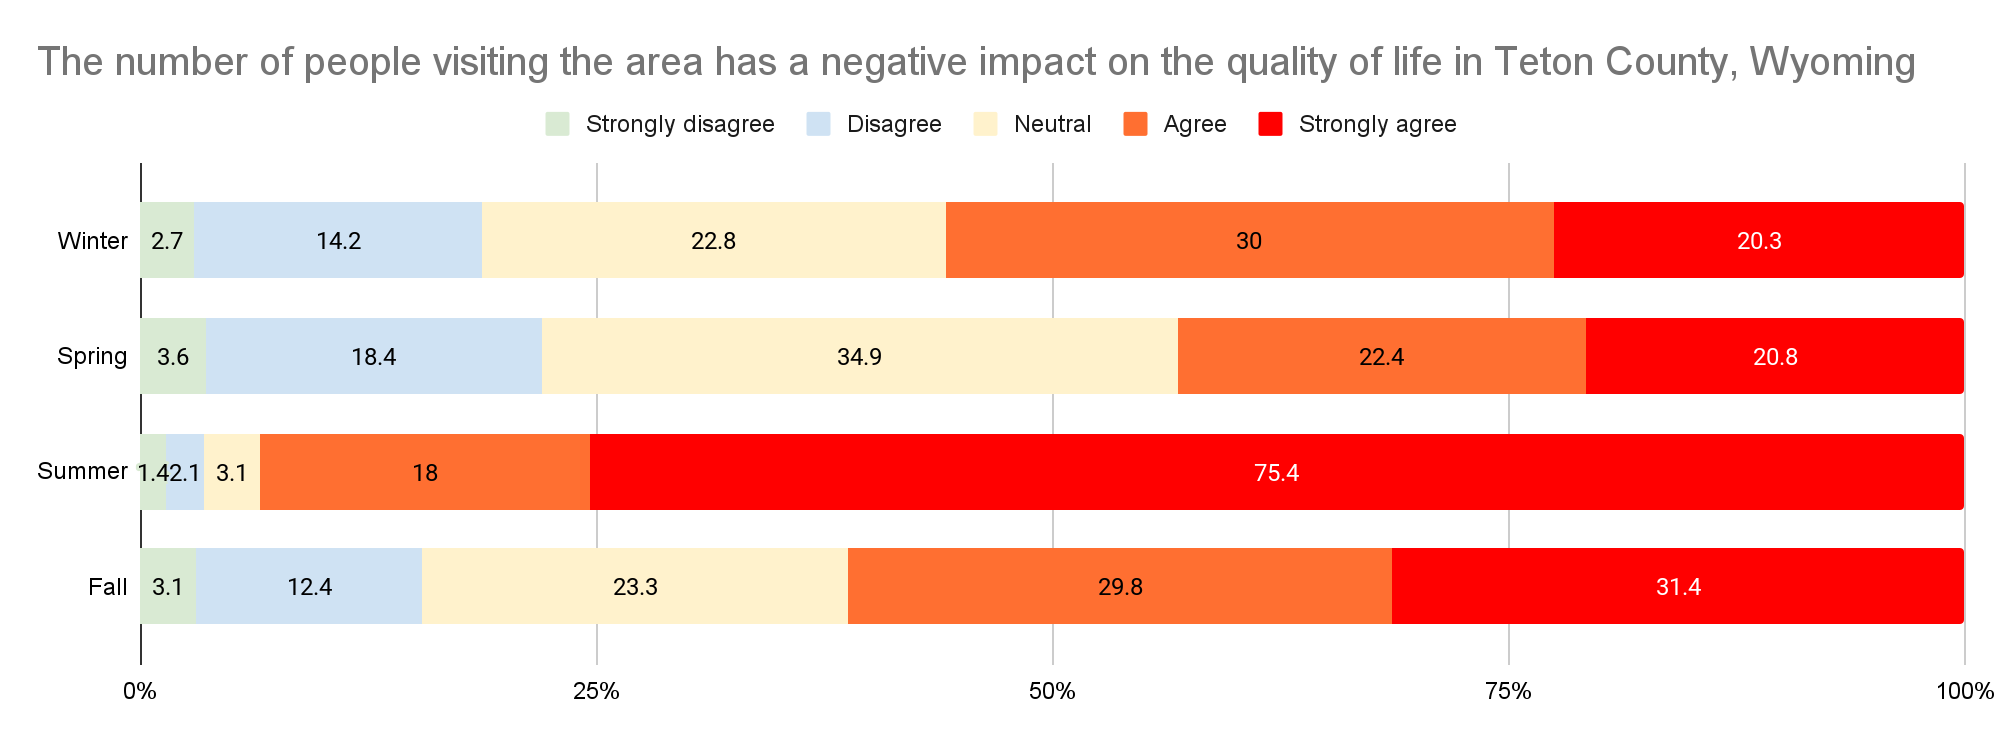 The number of people visiting the area has a negative impact on the quality of life in Teton County, Wyoming
Strongly disagree Disagree Neutral Agree Strongly agree
Winter 2.7 14.2 22.8 30 20.3
Spring 3.6 18.4 34.9 22.4 20.8
Summer 1.4 2.1 3.1 18 75.4
Fall 3.1 12.4 23.3 29.8 31.4
0% 25% 50% 75% 100%